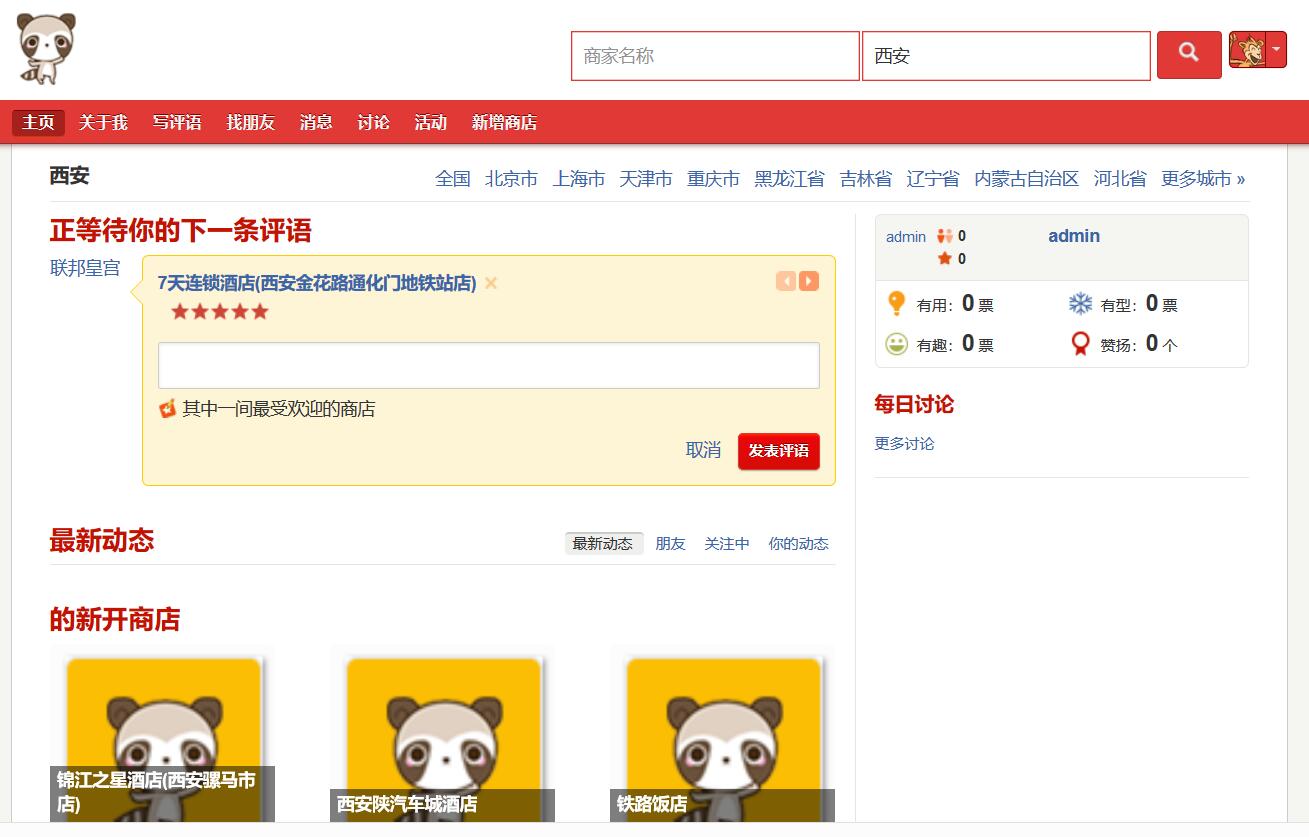 商家名称
西安
主页 关于我 写评语 找朋友 消息 讨论 活动 新增商店
西安
全国 北京市 上海市 天津市 重庆市 黑龙江省 吉林省 辽宁省 内蒙古自治区 河北省 更多城市 »
正等待你的下一条评语
联邦皇宫
7天连锁酒店(西安金花路通化门地铁站店) ×
其中一间最受欢迎的商店
取消 发表评语
admin 0
0
admin
有用: 0 票
有型: 0 票
有趣: 0 票
赞扬: 0 个
每日讨论
更多讨论
最新动态
最新动态 朋友 关注中 你的动态
的新开商店
锦江之星酒店(西安骡马市
店)
西安陕汽车城酒店
铁路饭店